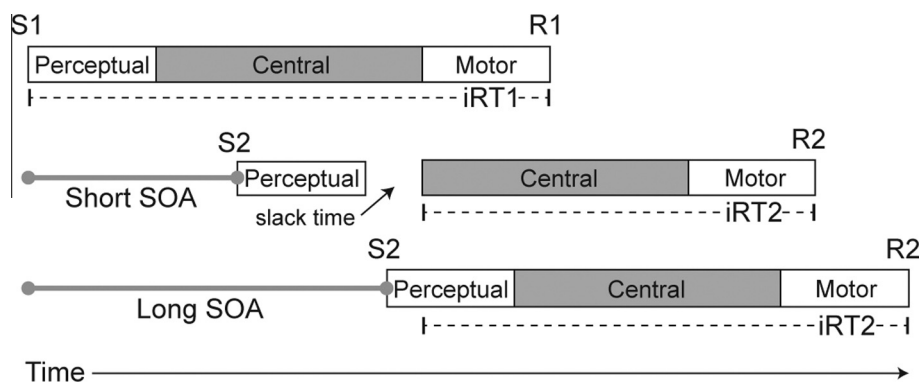 S1 R1
Perceptual Central Motor
iRT1
S2 R2
Short SOA Perceptual Central Motor
slack time iRT2
S2 R2
Long SOA Perceptual Central Motor
iRT2
Time